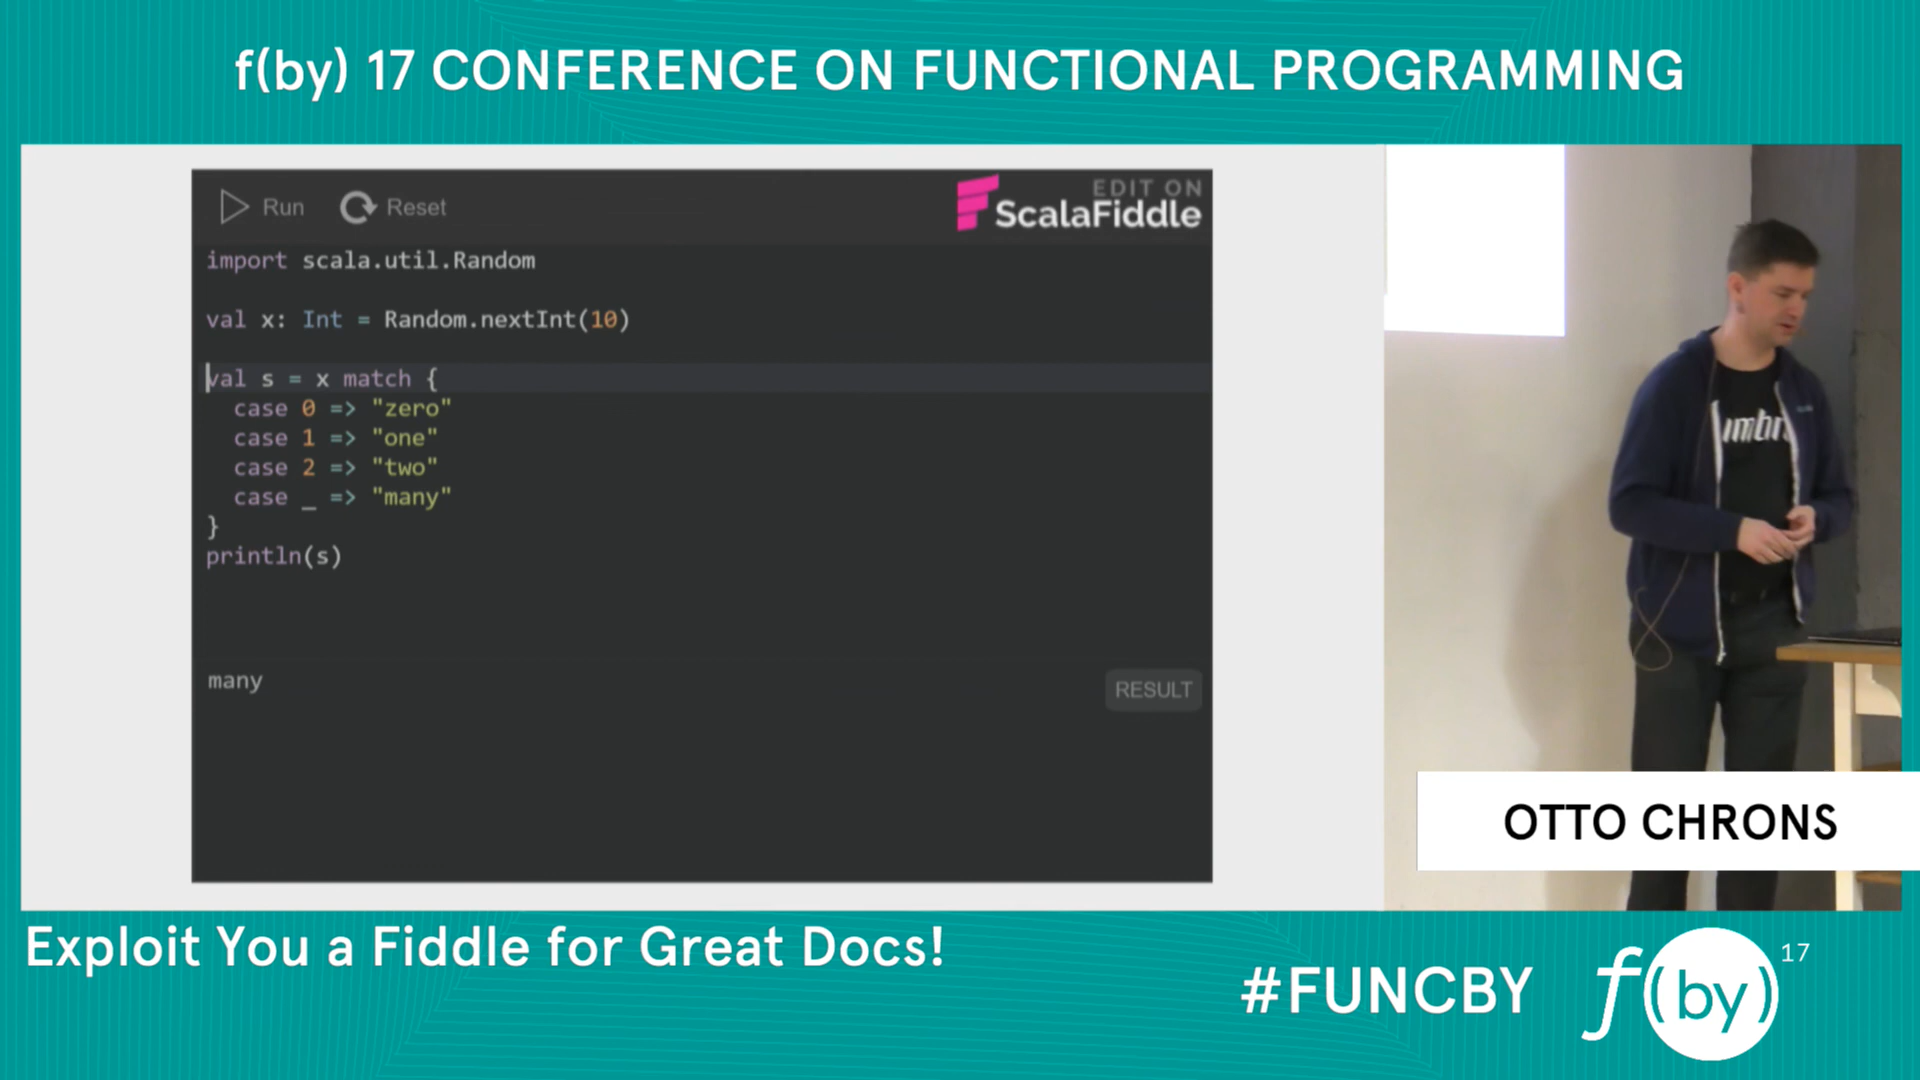 f(by) 17 CONFERENCE ON FUNCTIONAL PROGRAMMING
Run Reset
EDIT ON
ScalaFiddle
import scala.util.Random
val x: Int = Random.nextInt(10)
val s = x match {
  case 0 => "zero"
  case 1 => "one"
  case 2 => "two"
  case _ => "many"
}
println(s)
many
RESULT
OTTO CHRONS
Exploit You a Fiddle for Great Docs!
#FUNCBY
f(by) 17